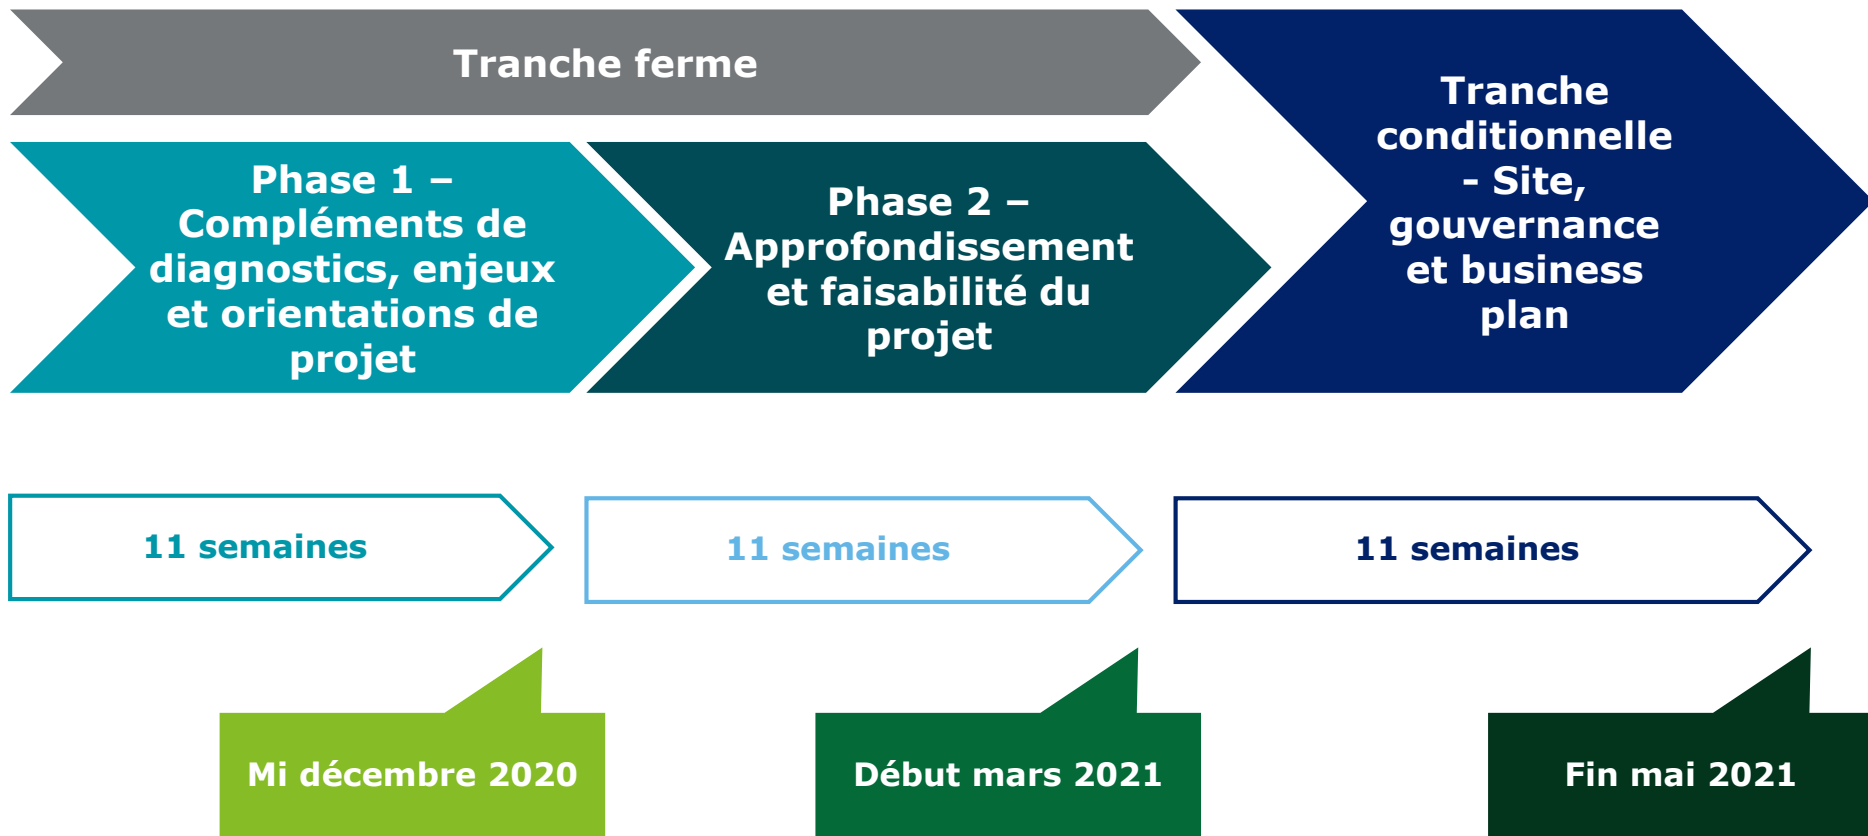 Tranche ferme
Phase 1 –
Compléments de
diagnostics, enjeux
et orientations de
projet
Phase 2 –
Approfondissement
et faisabilité du
projet
Tranche
conditionnelle
- Site,
gouvernance
et business
plan
11 semaines
11 semaines
11 semaines
Mi décembre 2020
Début mars 2021
Fin mai 2021